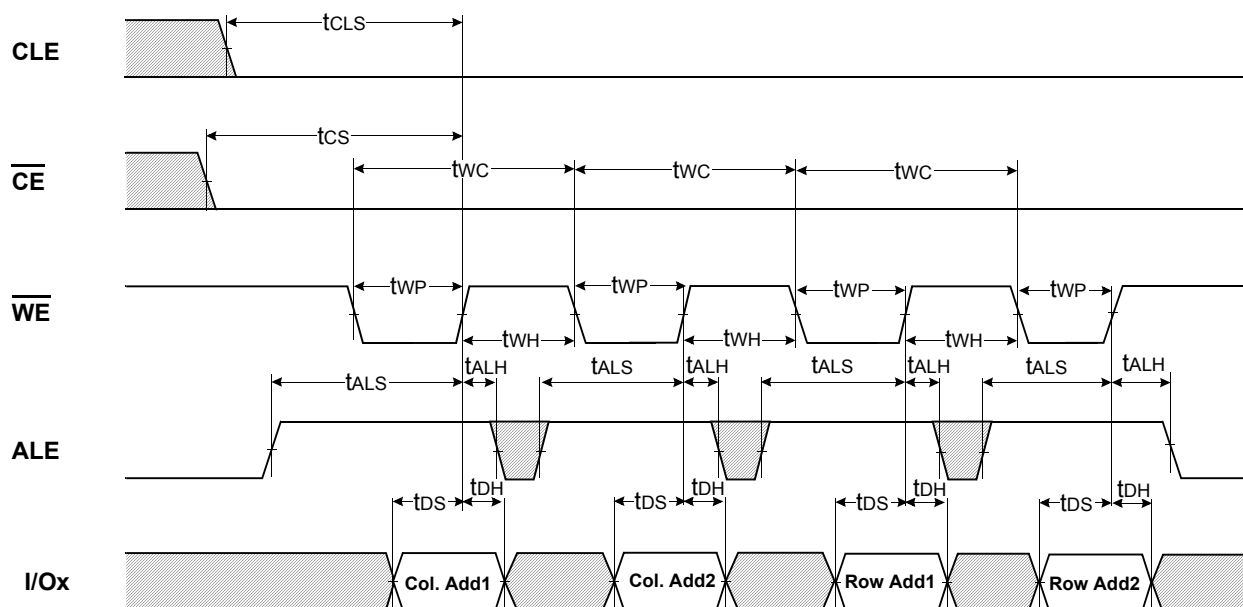 tCLS
CLE
tCS
CE
tWC tWC tWC
tWP tWP tWP tWP
WE
tWH tWH tWH
tALS tALH tALS tALH tALS tALH tALS tALH
ALE
tDS tDH tDS tDH tDS tDH tDS tDH
I/Ox Col. Add1 Col. Add2 Row Add1 Row Add2